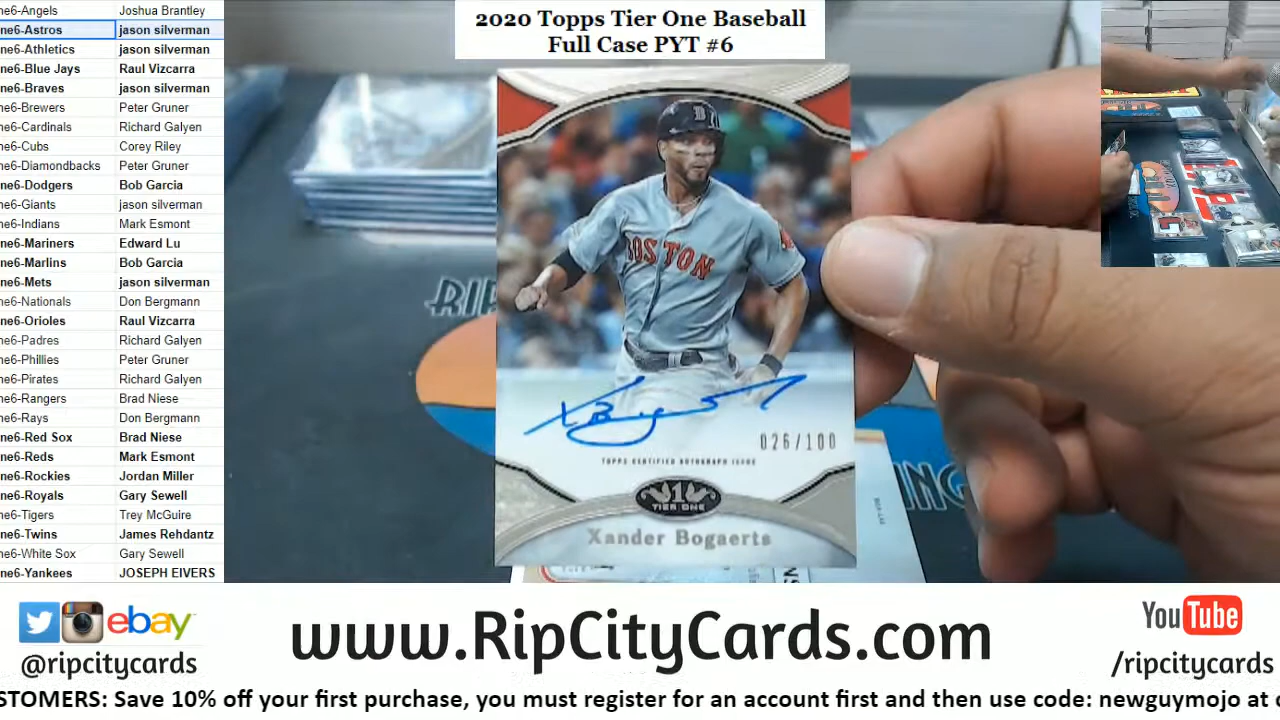 ne6-Angels Joshua Brantley
ne6-Astros jason silverman
ne6-Athletics jason silverman
ne6-Blue Jays Raul Vizcarra
ne6-Braves jason silverman
ne6-Brewers Peter Gruner
ne6-Cardinals Richard Galyen
ne6-Cubs Corey Riley
ne6-Diamondbacks Peter Gruner
ne6-Dodgers Bob Garcia
ne6-Giants jason silverman
ne6-Indians Mark Esmont
ne6-Mariners Edward Lu
ne6-Marlins Bob Garcia
ne6-Mets jason silverman
ne6-Nationals Don Bergmann
ne6-Orioles Raul Vizcarra
ne6-Padres Richard Galyen
ne6-Phillies Peter Gruner
ne6-Pirates Richard Galyen
ne6-Rangers Brad Niese
ne6-Rays Don Bergmann
ne6-Red Sox Brad Niese
ne6-Reds Mark Esmont
ne6-Rockies Jordan Miller
ne6-Royals Gary Sewell
ne6-Tigers Trey McGuire
ne6-Twins James Rehdantz
ne6-White Sox Gary Sewell
ne6-Yankees JOSEPH EIVERS
2020 Topps Tier One Baseball
Full Case PYT #6
B
BOSTON
026/100
TOPPS CERTIFIED AUTOGRAPH ISSUE
1
TIER ONE
Xander Bogaerts
RIP
NG
ebay
@ripcitycards
www.RipCityCards.com
YouTube
/ripcitycards
STOMERS: Save 10% off your first purchase, you must register for an account first and then use code: newguymojo at c